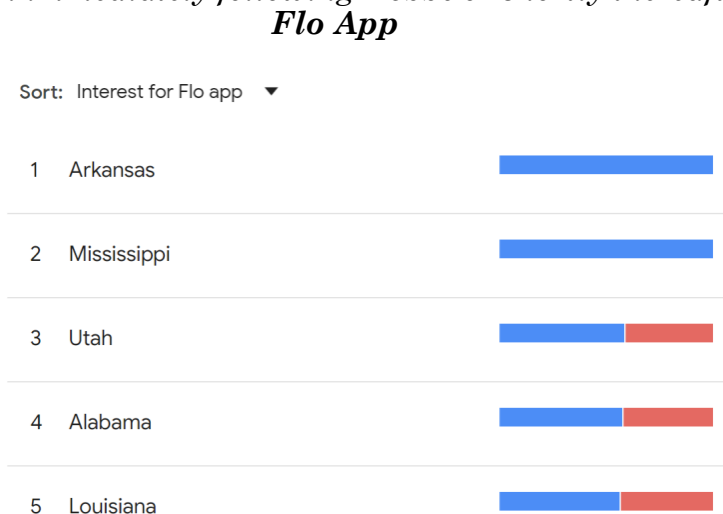 Flo App
Sort: Interest for Flo app
1 Arkansas
2 Mississippi
3 Utah
4 Alabama
5 Louisiana